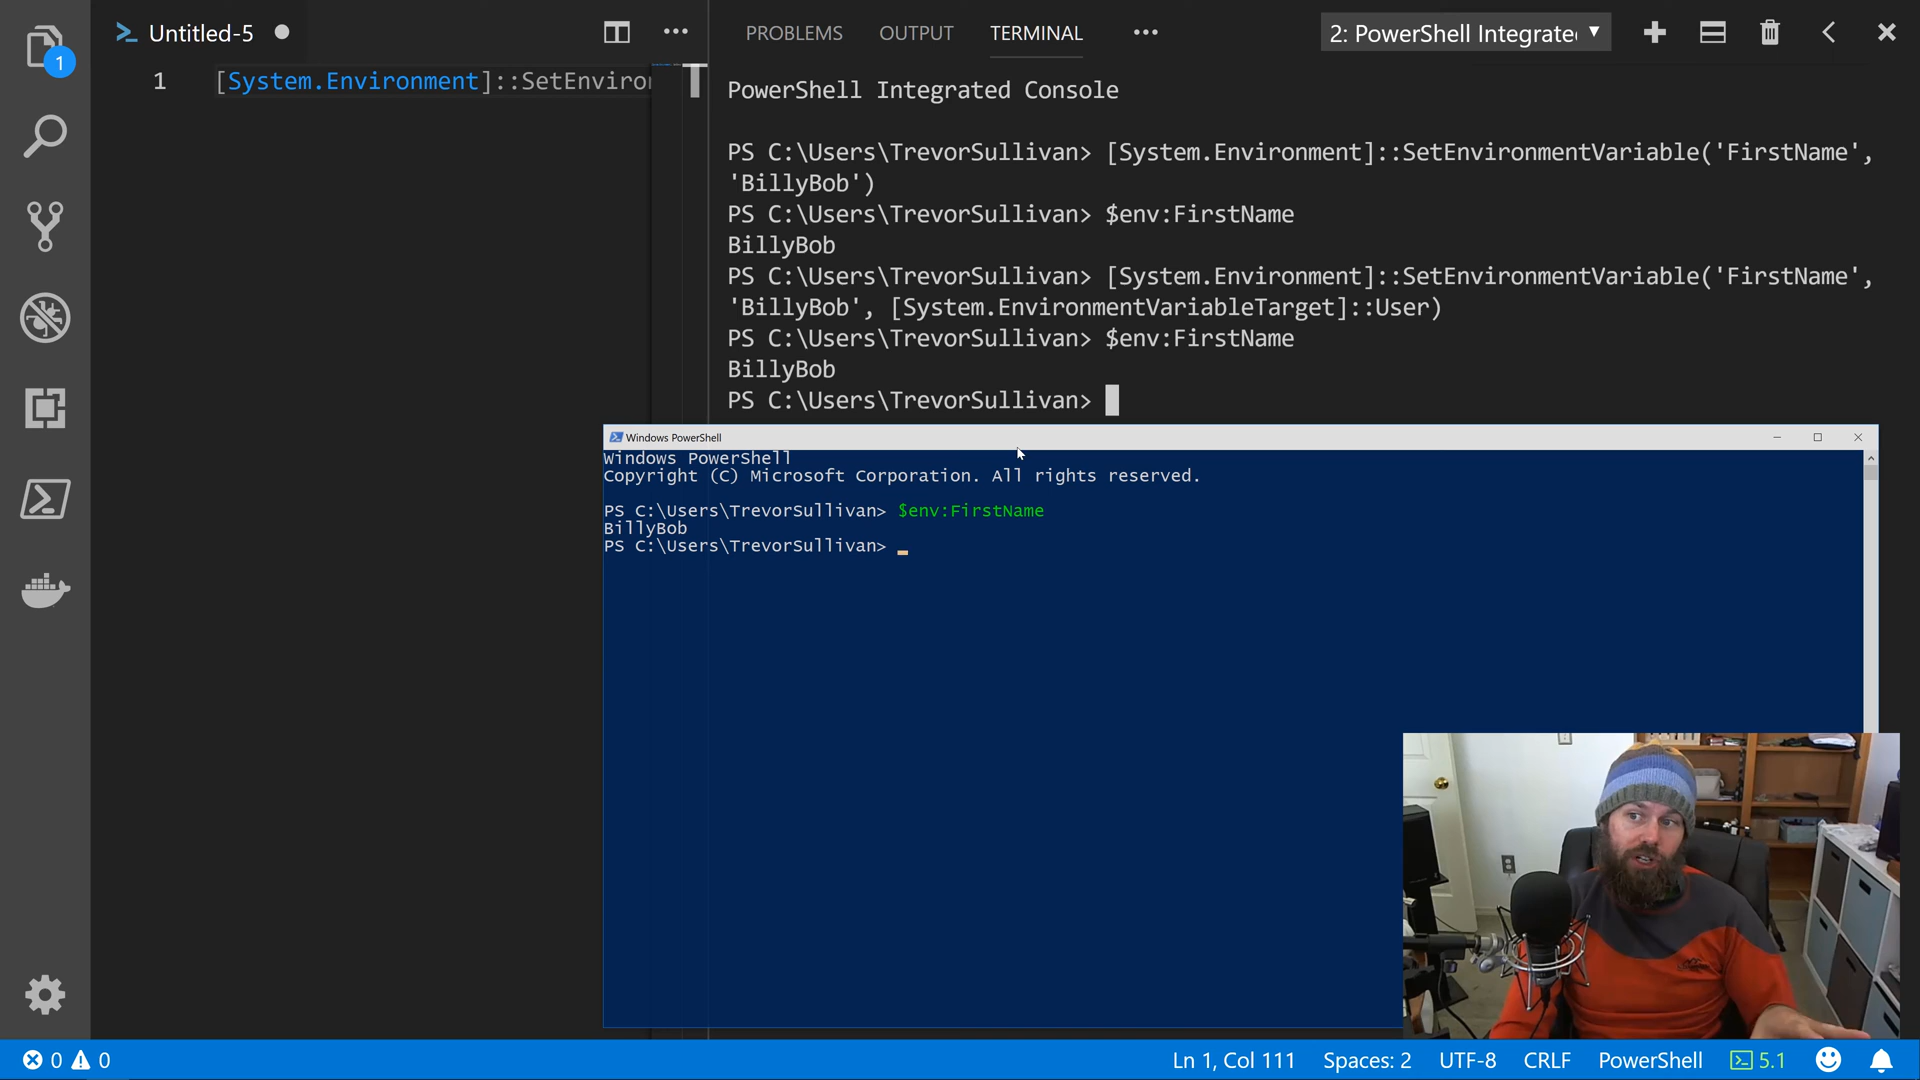 Untitled-5
1
1 [System.Environment]::SetEnviron
PROBLEMS OUTPUT TERMINAL
2: PowerShell Integrate
PowerShell Integrated Console
PS C:\Users\TrevorSullivan> [System.Environment]::SetEnvironmentVariable('FirstName',
'BillyBob')
PS C:\Users\TrevorSullivan> $env:FirstName
BillyBob
PS C:\Users\TrevorSullivan> [System.Environment]::SetEnvironmentVariable('FirstName',
'BillyBob', [System.EnvironmentVariableTarget]::User)
PS C:\Users\TrevorSullivan> $env:FirstName
BillyBob
PS C:\Users\TrevorSullivan>
Windows PowerShell
Windows PowerShell
Copyright (C) Microsoft Corporation. All rights reserved.
PS C:\Users\TrevorSullivan> $env:FirstName
BillyBob
PS C:\Users\TrevorSullivan>
0 0 Ln 1, Col 111 Spaces: 2 UTF-8 CRLF PowerShell 5.1